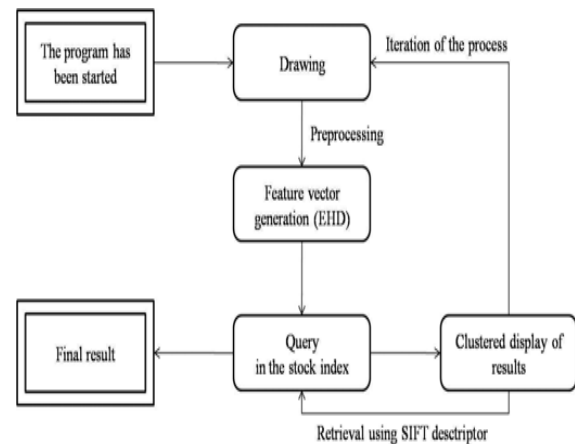 The program has
been started
Drawing
Iteration of the process
Preprocessing
Feature vector
generation (EHD)
Final result
Query
in the stock index
Clustered display of
results
Retrieval using SIFT desctriptor